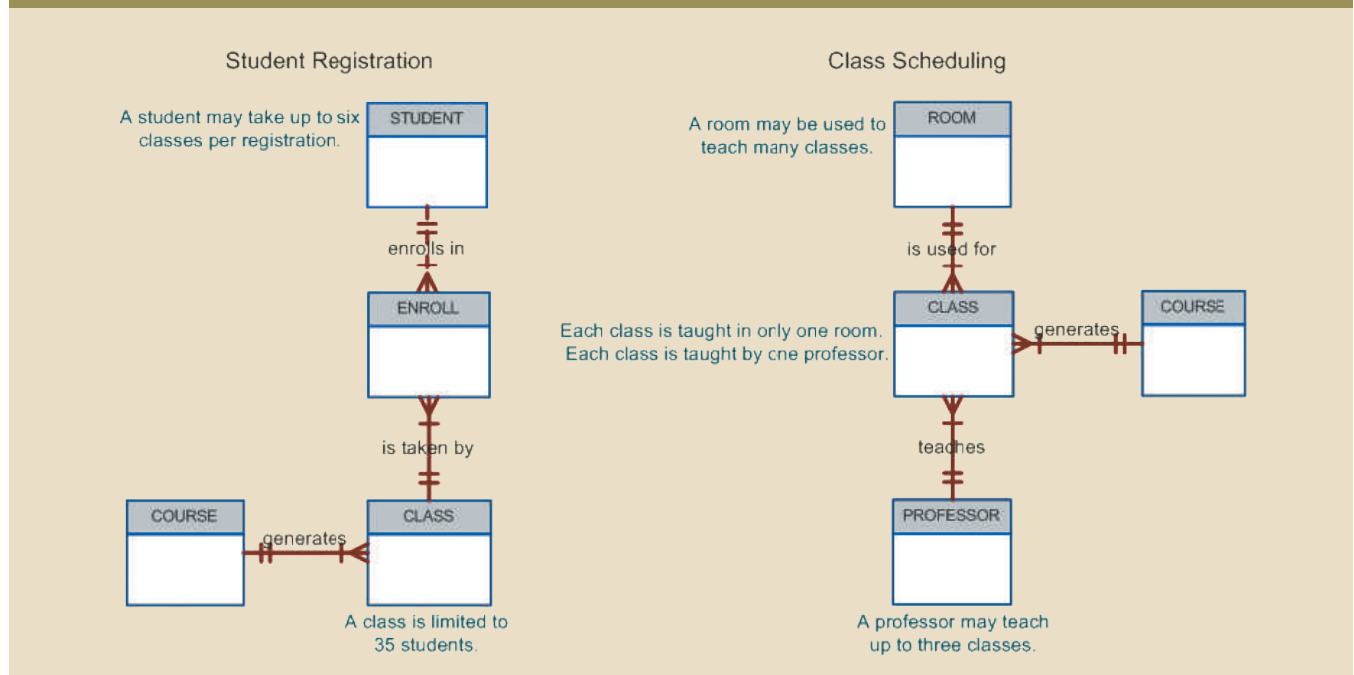 Student Registration
A student may take up to six
classes per registration.
STUDENT
enrolls in
ENROLL
is taken by
COURSE
generates
CLASS
A class is limited to
35 students.
Class Scheduling
A room may be used to
teach many classes.
ROOM
is used for
Each class is taught in only one room.
Each class is taught by one professor.
CLASS
generates
COURSE
teaches
PROFESSOR
A professor may teach
up to three classes.